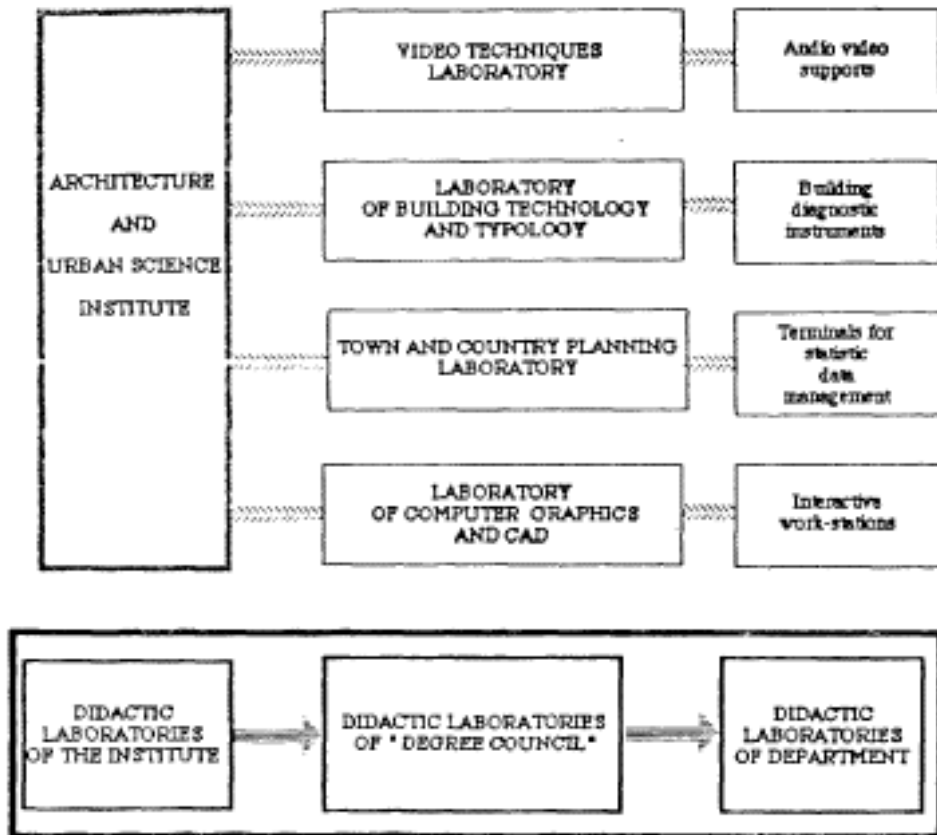 ARCHITECTURE
AND
URBAN SCIENCE
INSTITUTE
VIDEO TECHNIQUES
LABORATORY
Audio video
supports
LABORATORY
OF BUILDING TECHNOLOGY
AND TYPOLOGY
Building
diagnostic
instruments
TOWN AND COUNTRY PLANNING
LABORATORY
Terminals for
statistic
data
management
LABORATORY
OF COMPUTER GRAPHICS
AND CAD
Interactive
work-stations
DIDACTIC
LABORATORIES
OF THE INSTITUTE
DIDACTIC LABORATORIES
OF "DEGREE COUNCIL"
DIDACTIC
LABORATORIES
OF DEPARTMENT